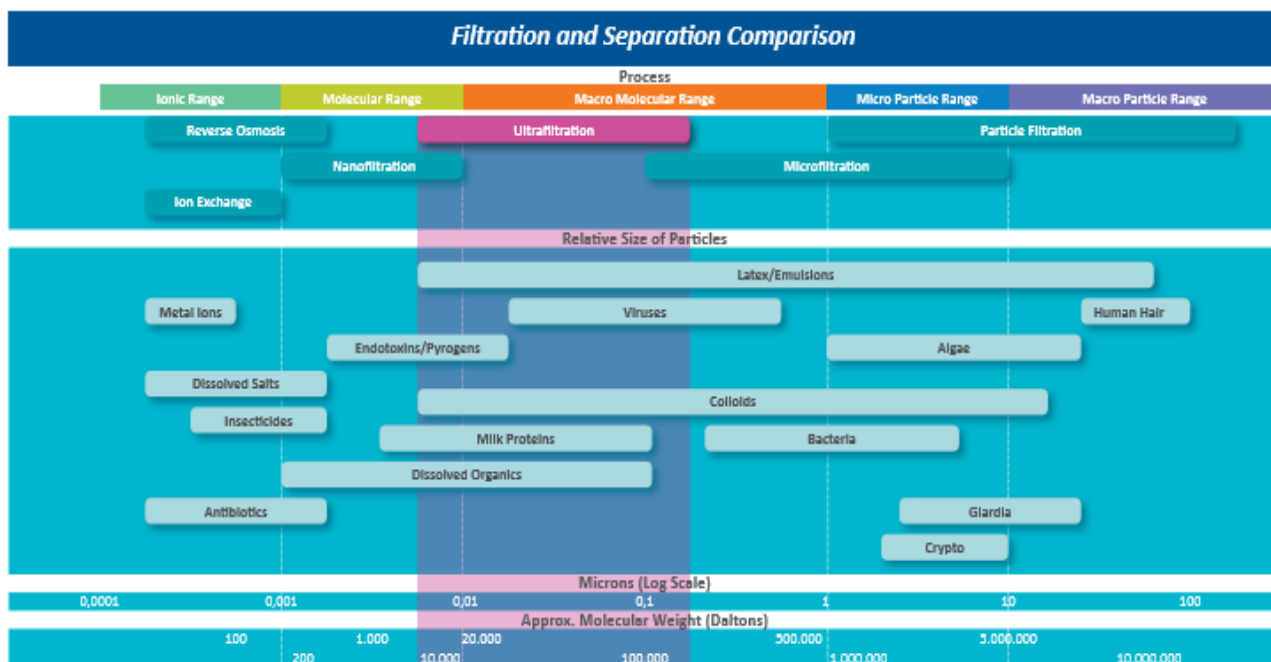 Filtration and Separation Comparison
Process
Ionic Range Molecular Range Macro Molecular Range Micro Particle Range Macro Particle Range
Reverse Osmosis Ultrafiltration Particle Filtration
Nanofiltration Microfiltration
Ion Exchange
Relative Size of Particles
Latex/Emulsions
Metal Ions Viruses Human Hair
Endotoxins/Pyrogens Algae
Dissolved Salts
Colloids
Insecticides
Milk Proteins Bacteria
Dissolved Organics
Antibiotics Giardia
Crypto
Microns (Log Scale)
0,0001 0,001 0,01 0,1 1 10 100
Approx. Molecular Weight (Daltons)
100 1.000 20.000 500.000 5.000.000
200 10.000 100.000 1.000.000 10.000.000